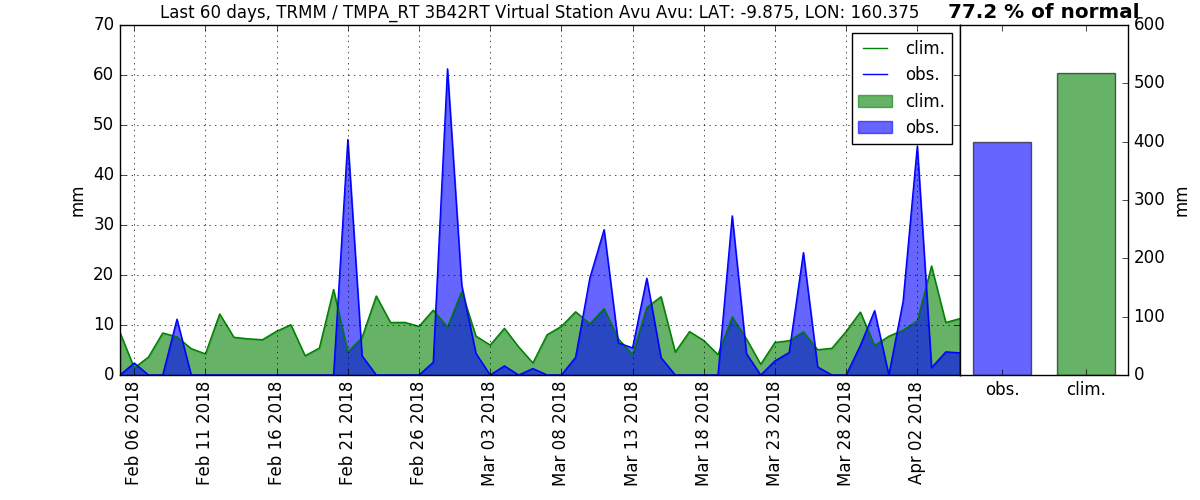 Last 60 days, TRMM / TMPA_RT 3B42RT Virtual Station Avu Avu: LAT: -9.875, LON: 160.375
77.2 % of normal
70
60
50
40
30
20
10
0
mm
clim.
obs.
clim.
obs.
600
500
400
300
200
100
0
mm
Feb 06 2018
Feb 11 2018
Feb 16 2018
Feb 21 2018
Feb 26 2018
Mar 03 2018
Mar 08 2018
Mar 13 2018
Mar 18 2018
Mar 23 2018
Mar 28 2018
Apr 02 2018
obs.
clim.